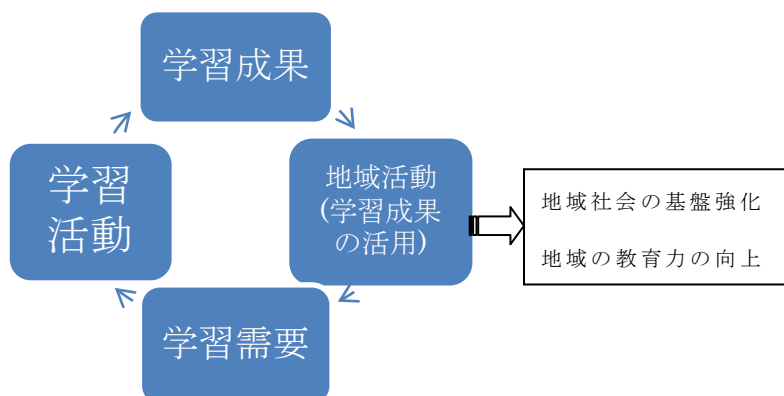 学習成果
学習
活動
地域活動
(学習成果
の活用)
地域社会の基盤強化
地域の教育力の向上
学習需要